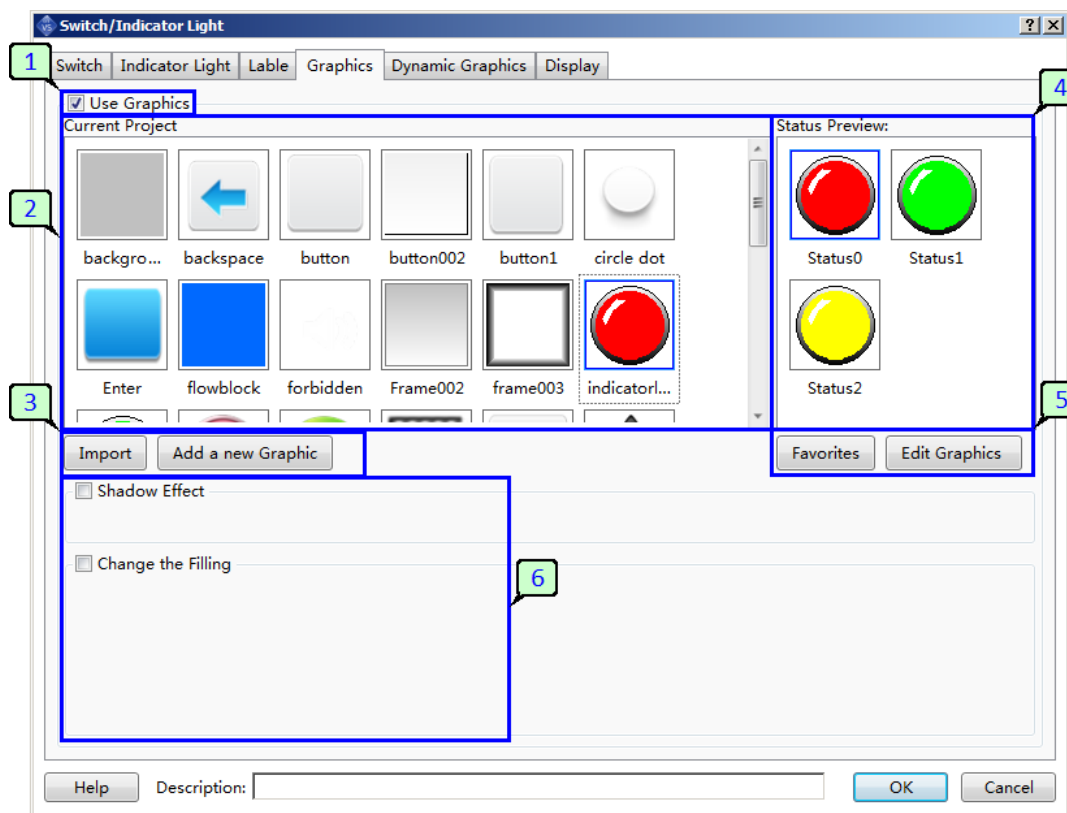 Switch/Indicator Light
1
Switch Indicator Light Lable Graphics Dynamic Graphics Display
4
Use Graphics
Current Project
Status Preview:
2
backgro... backspace button button002 button1 circle dot
Status0 Status1
Enter flowblock forbidden Frame002 frame003 indicatorl...
Status2
3
5
Import Add a new Graphic
Favorites Edit Graphics
Shadow Effect
Change the Filling
6
Help Description: OK Cancel